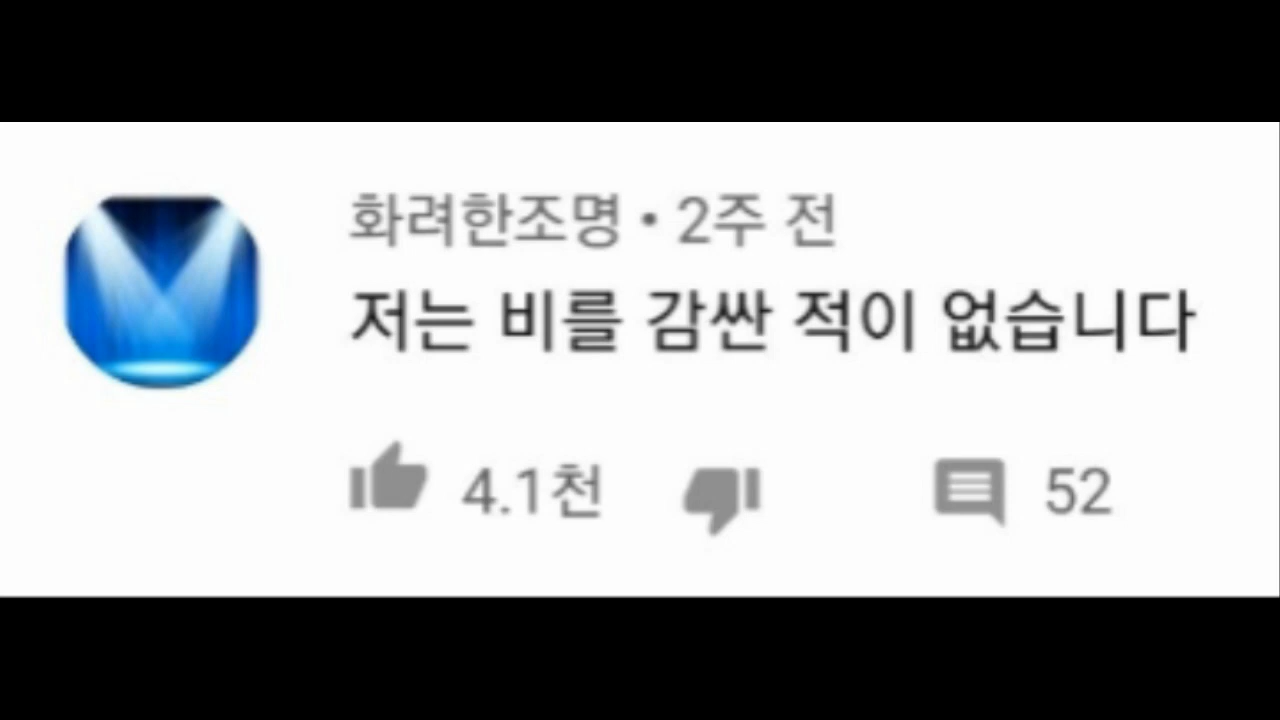 화려한조명 • 2주 전
저는 비를 감싼 적이 없습니다
4.1천 52